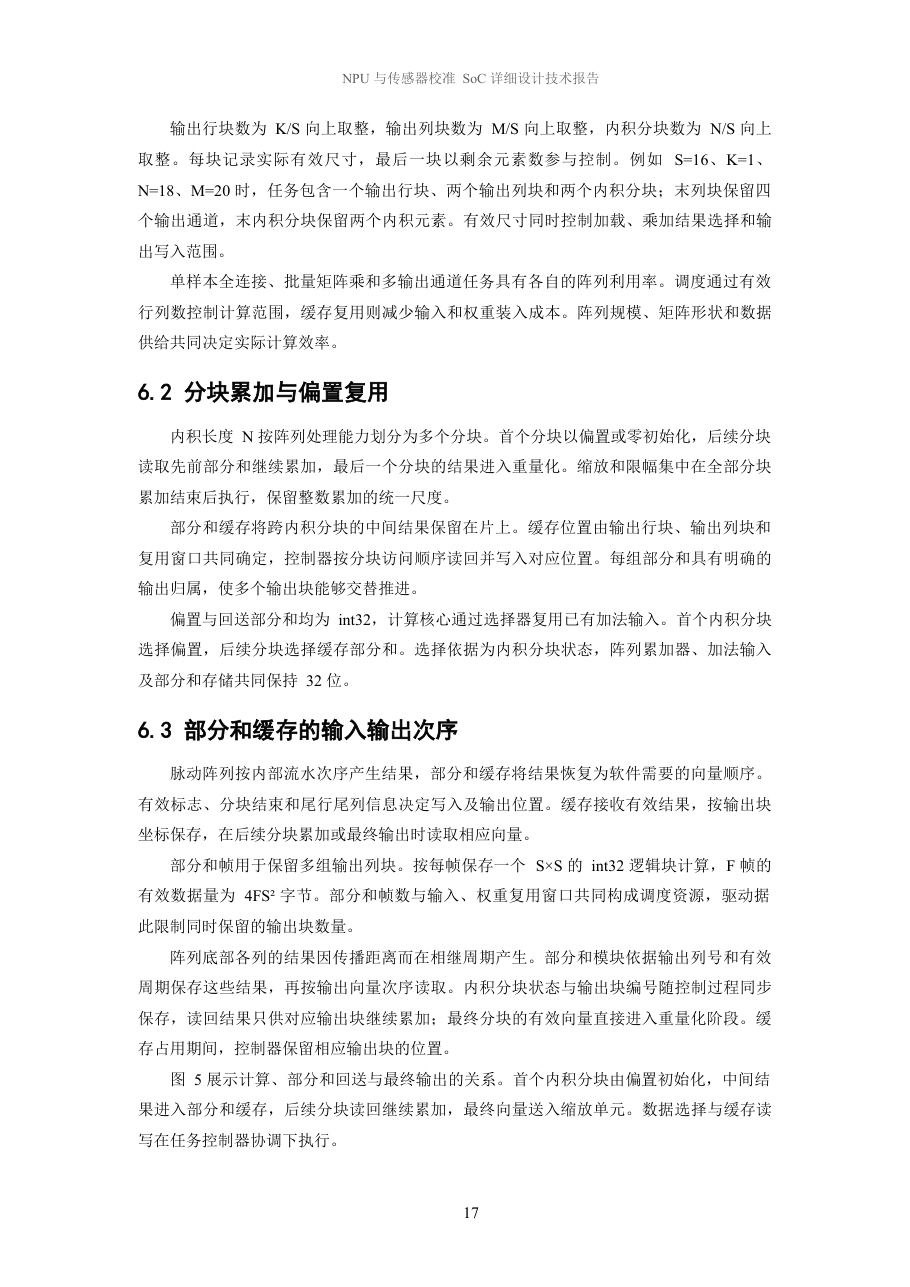 NPU 与传感器校准 SoC 详细设计技术报告
输出行块数为 K/S 向上取整，输出列块数为 M/S 向上取整，内积分块数为 N/S 向上
取整。每块记录实际有效尺寸，最后一块以剩余元素数参与控制。例如 S=16、K=1、
N=18、M=20 时，任务包含一个输出行块、两个输出列块和两个内积分块；末列块保留四
个输出通道，末内积分块保留两个内积元素。有效尺寸同时控制加载、乘加结果选择和输
出写入范围。
单样本全连接、批量矩阵乘和多输出通道任务具有各自的阵列利用率。调度通过有效
行列数控制计算范围，缓存复用则减少输入和权重装入成本。阵列规模、矩阵形状和数据
供给共同决定实际计算效率。
6.2 分块累加与偏置复用
内积长度 N 按阵列处理能力划分为多个分块。首个分块以偏置或零初始化，后续分块
读取先前部分和继续累加，最后一个分块的结果进入重量化。缩放和限幅集中在全部分块
累加结束后执行，保留整数累加的统一尺度。
部分和缓存将跨内积分块的中间结果保留在片上。缓存位置由输出行块、输出列块和
复用窗口共同确定，控制器按分块访问顺序读回并写入对应位置。每组部分和具有明确的
输出归属，使多个输出块能够交替推进。
偏置与回送部分和均为 int32，计算核心通过选择器复用已有加法输入。首个内积分块
选择偏置，后续分块选择缓存部分和。选择依据为内积分块状态，阵列累加器、加法输入
及部分和存储共同保持 32 位。
6.3 部分和缓存的输入输出次序
脉动阵列按内部流水次序产生结果，部分和缓存将结果恢复为软件需要的向量顺序。
有效标志、分块结束和尾行尾列信息决定写入及输出位置。缓存接收有效结果，按输出块
坐标保存，在后续分块累加或最终输出时读取相应向量。
部分和帧用于保留多组输出列块。按每帧保存一个 S×S 的 int32 逻辑块计算，F 帧的
有效数据量为 4FS² 字节。部分和帧数与输入、权重复用窗口共同构成调度资源，驱动据
此限制同时保留的输出块数量。
阵列底部各列的结果因传播距离而在相继周期产生。部分和模块依据输出列号和有效
周期保存这些结果，再按输出向量次序读取。内积分块状态与输出块编号随控制过程同步
保存，读回结果只供对应输出块继续累加；最终分块的有效向量直接进入重量化阶段。缓
存占用期间，控制器保留相应输出块的位置。
图 5 展示计算、部分和回送与最终输出的关系。首个内积分块由偏置初始化，中间结
果进入部分和缓存，后续分块读回继续累加，最终向量送入缩放单元。数据选择与缓存读
写在任务控制器协调下执行。
17